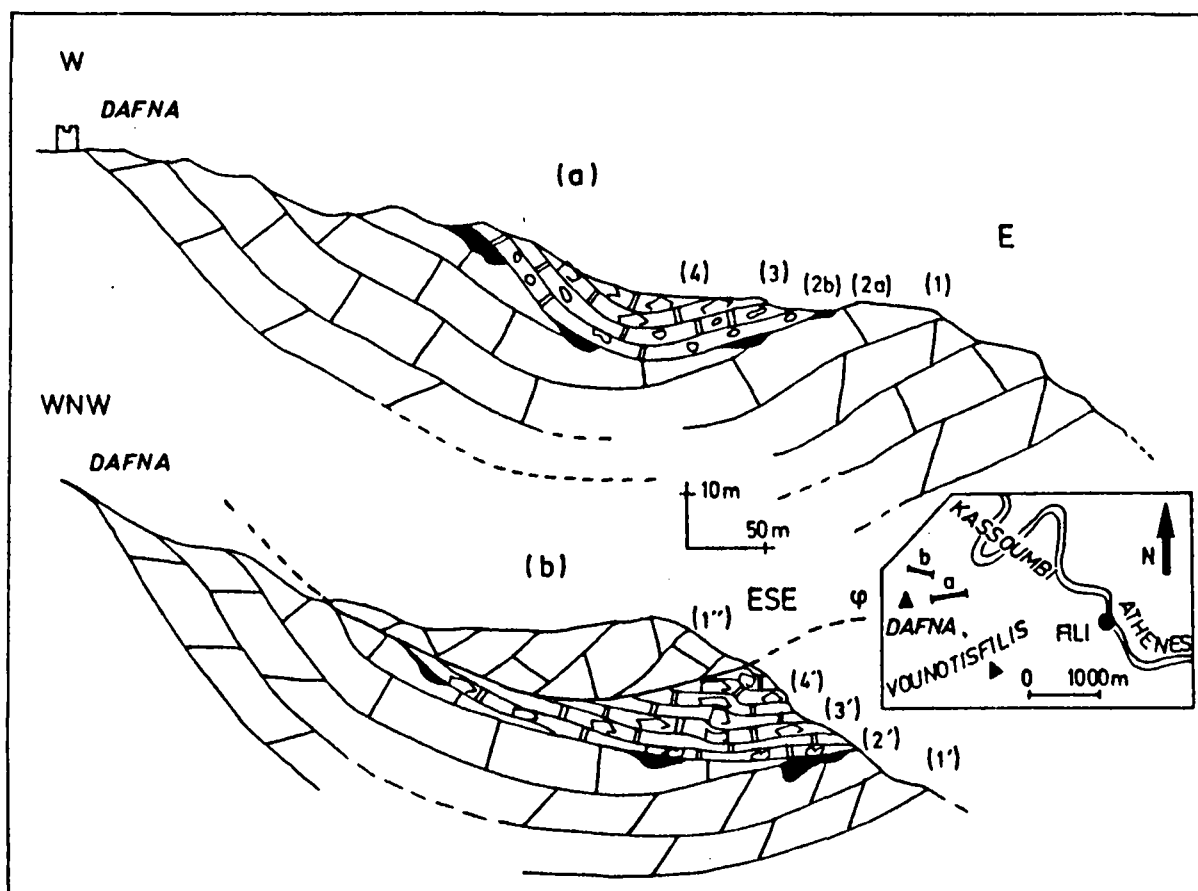 W
DAFNA
(a)
E
(4) (3) (2b) (2a) (1)
WNW
DAFNA
10m
50m
(b)
ESE
φ
(1'')
(4')
(3')
(2')
(1')
KASSOUMBI
N
b
a
DAFNA
FILI
ATHENES
VOUNOTISFILIS
0 1000m